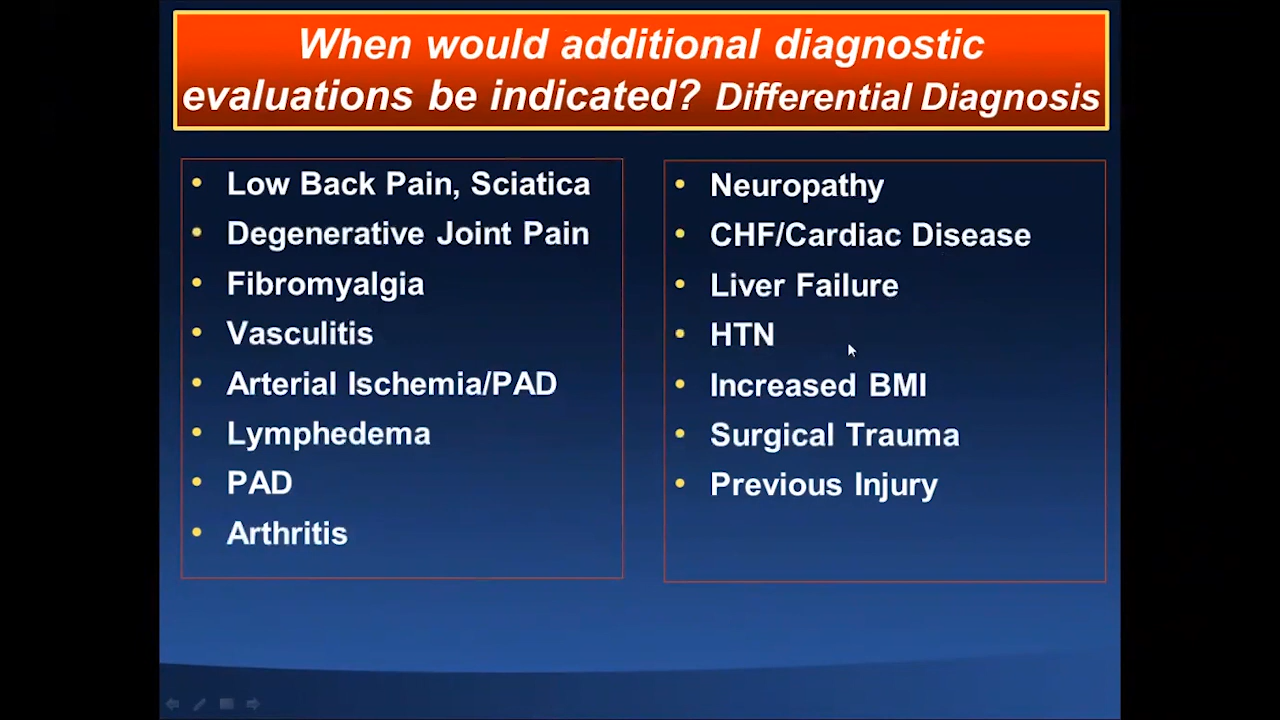 When would additional diagnostic
evaluations be indicated? Differential Diagnosis
• Low Back Pain, Sciatica
• Degenerative Joint Pain
• Fibromyalgia
• Vasculitis
• Arterial Ischemia/PAD
• Lymphedema
• PAD
• Arthritis
• Neuropathy
• CHF/Cardiac Disease
• Liver Failure
• HTN
• Increased BMI
• Surgical Trauma
• Previous Injury